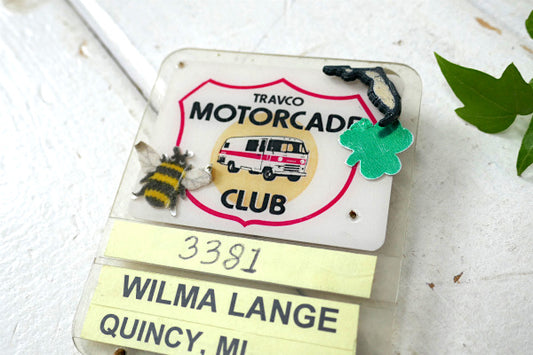 TRAVCO
MOTORCADE
CLUB
3381
WILMA LANGE
QUINCY, MI